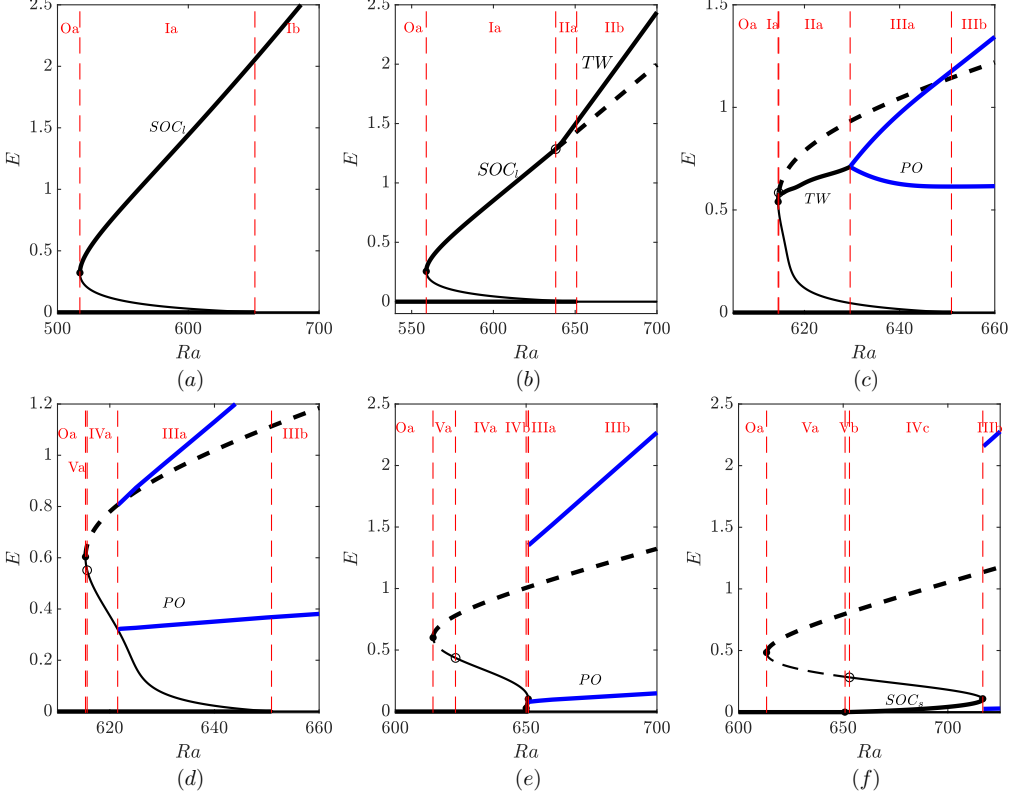 2.5
2
1.5
1
0.5
0
500
600
700
E
Ra
Oa
Ia
Ib
SOC_l
(a)
2.5
2
1.5
1
0.5
0
550
600
650
700
E
Ra
Oa
Ia
IIa
IIb
TW
SOC_l
(b)
1.5
1
0.5
0
620
640
660
E
Ra
Oa
Ia
IIa
IIIa
IIIb
TW
PO
(c)
1.2
1
0.8
0.6
0.4
0.2
0
620
640
660
E
Ra
Oa
Va
IVa
IIIa
IIIb
PO
(d)
2.5
2
1.5
1
0.5
0
600
650
700
E
Ra
Oa
Va
IVa
IVb
IIIa
IIIb
PO
(e)
2.5
2
1.5
1
0.5
0
600
650
700
E
Ra
Oa
Va
Vb
IVc
IIIb
SOC_s
(f)